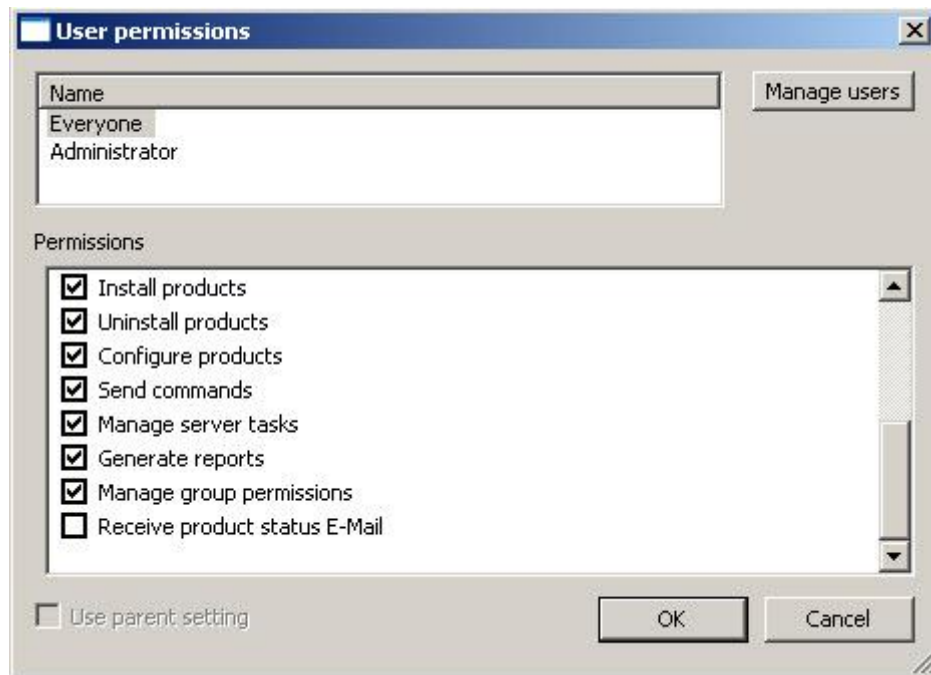 User permissions
Name
Manage users
Everyone
Administrator
Permissions
Install products
Uninstall products
Configure products
Send commands
Manage server tasks
Generate reports
Manage group permissions
Receive product status E-Mail
Use parent setting
OK
Cancel